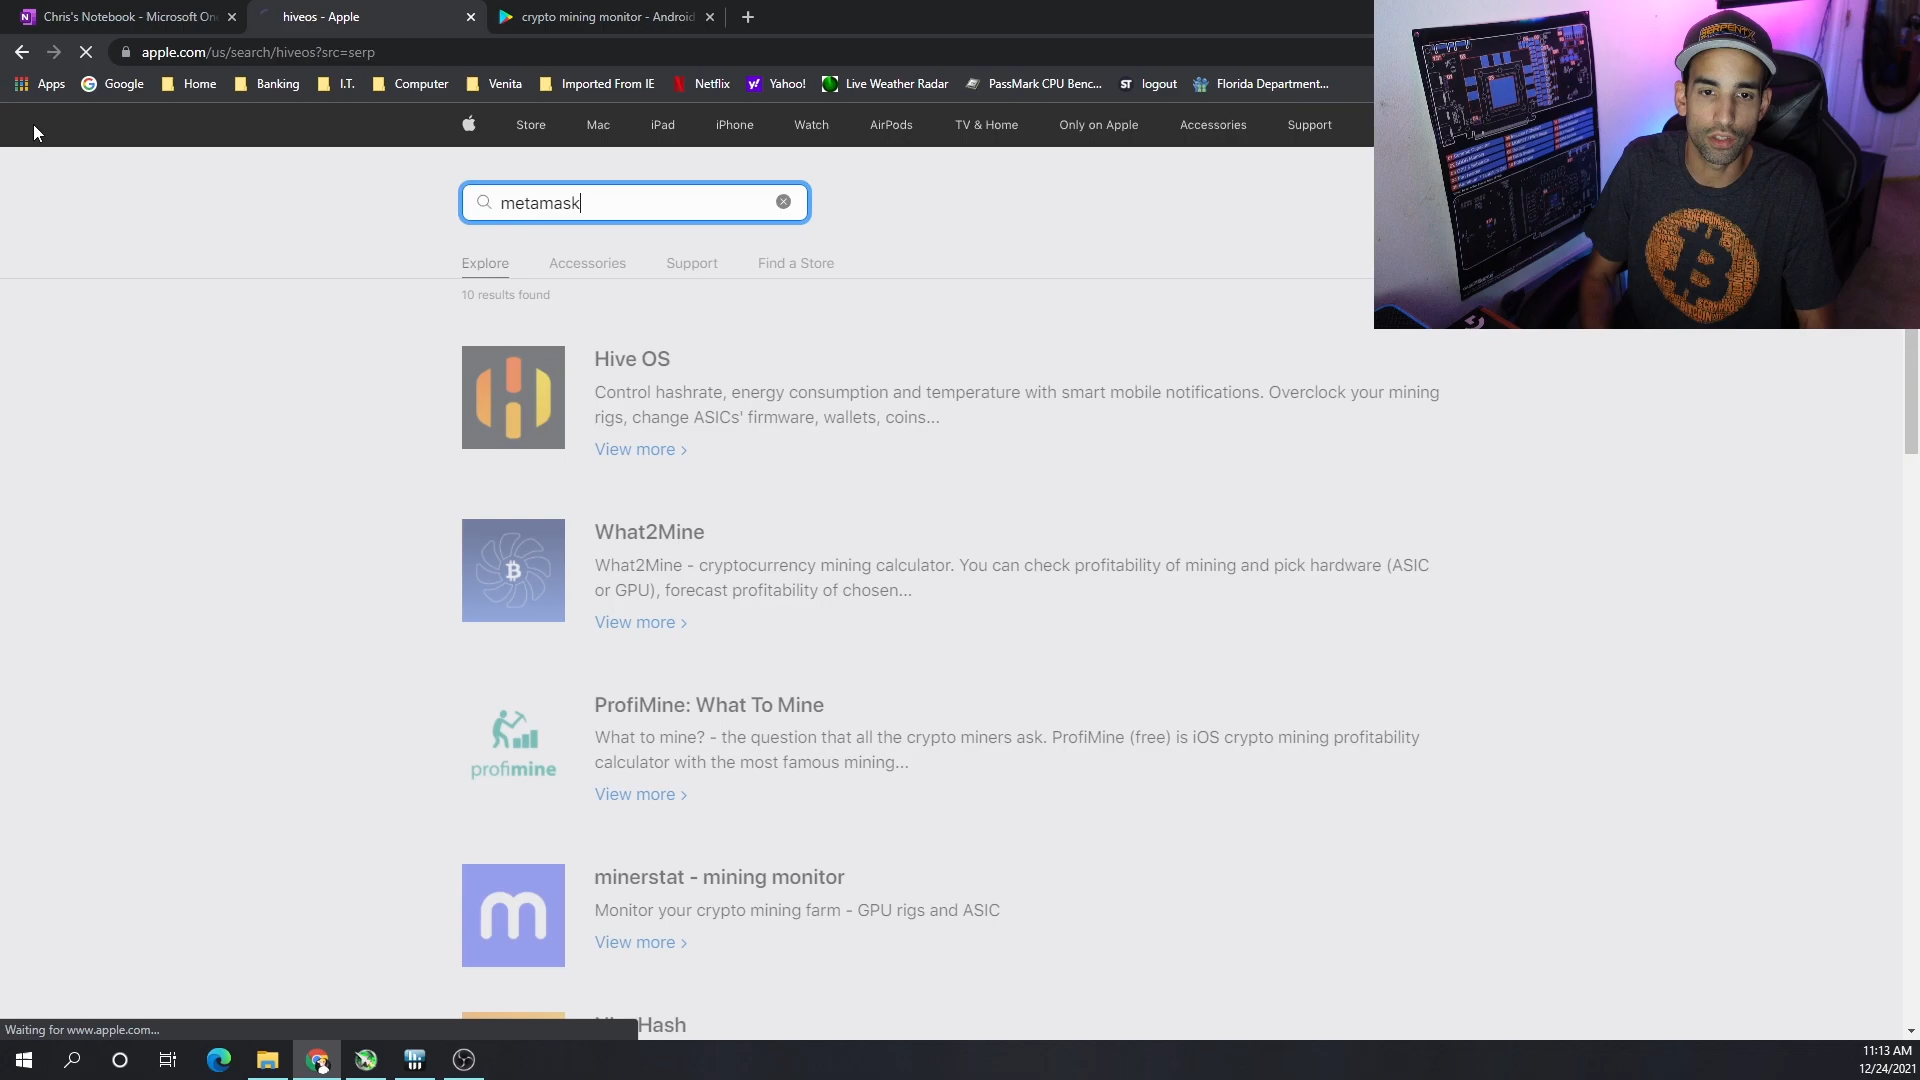 Chris's Notebook - Microsoft On
hiveos - Apple
crypto mining monitor - Android
apple.com/us/search/hiveos?src=serp
Apps
Google
Home
Banking
I.T.
Computer
Venita
Imported From IE
Netflix
Yahoo!
Live Weather Radar
PassMark CPU Benc...
ST logout
Florida Department...
Store
Mac
iPad
iPhone
Watch
AirPods
TV & Home
Only on Apple
Accessories
Support
metamask
Explore
Accessories
Support
Find a Store
10 results found
Hive OS
Control hashrate, energy consumption and temperature with smart mobile notifications. Overclock your mining
rigs, change ASICs' firmware, wallets, coins...
View more >
What2Mine
What2Mine - cryptocurrency mining calculator. You can check profitability of mining and pick hardware (ASIC
or GPU), forecast profitability of chosen...
View more >
profimine
ProfiMine: What To Mine
What to mine? - the question that all the crypto miners ask. ProfiMine (free) is iOS crypto mining profitability
calculator with the most famous mining...
View more >
m
minerstat - mining monitor
Monitor your crypto mining farm - GPU rigs and ASIC
View more >
Hash
Waiting for www.apple.com...
11:13 AM
12/24/2021